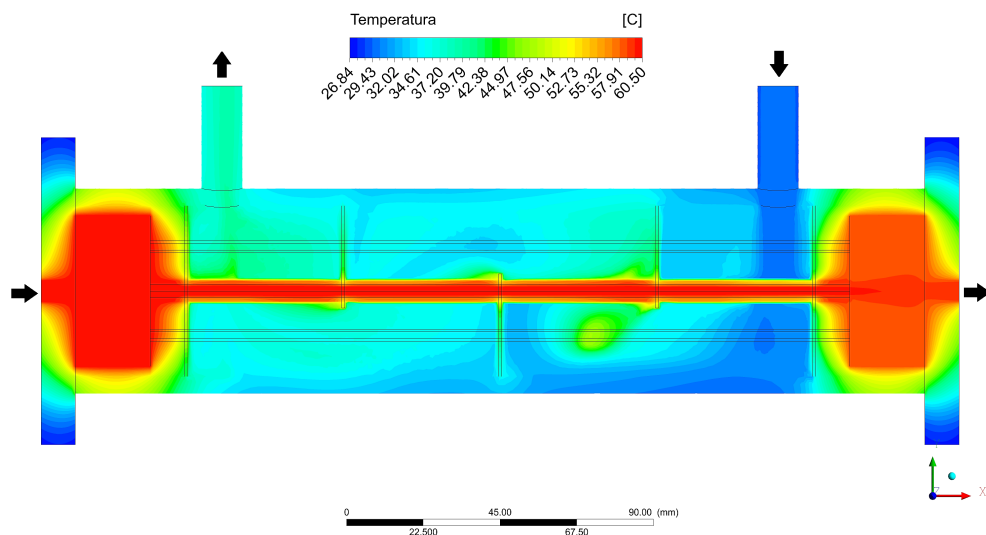 Temperatura [C]
26.84 29.43 32.02 34.61 37.20 39.79 42.38 44.97 47.56 50.14 52.73 55.32 57.91 60.50
X
Z
0 45.00 90.00 (mm)
22.500 67.50